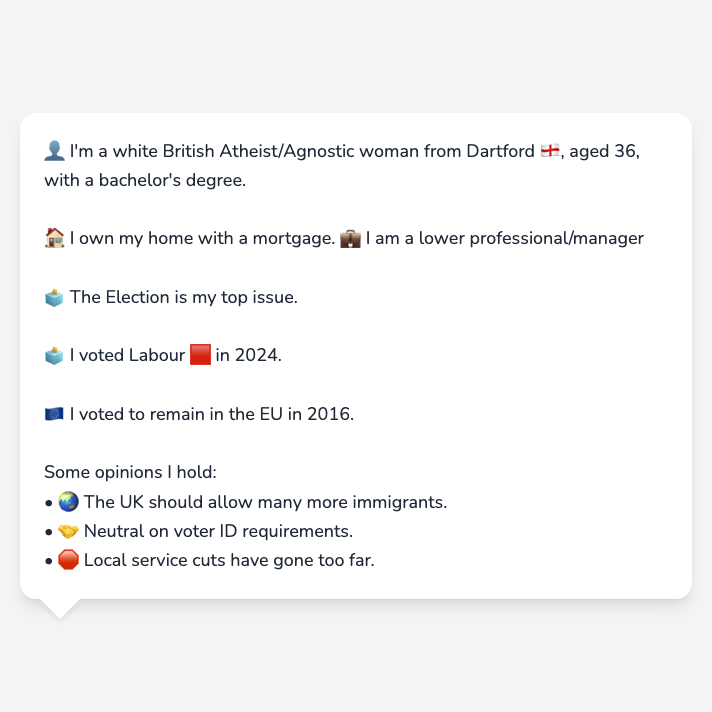 👤 I'm a white British Atheist/Agnostic woman from Dartford 🏴󠁧󠁢󠁥󠁮󠁧󠁿, aged 36,
with a bachelor's degree.
🏠 I own my home with a mortgage. 💼 I am a lower professional/manager
🗳️ The Election is my top issue.
🗳️ I voted Labour 🟥 in 2024.
🇪🇺 I voted to remain in the EU in 2016.
Some opinions I hold:
• 🌏 The UK should allow many more immigrants.
• 🤝 Neutral on voter ID requirements.
• 🛑 Local service cuts have gone too far.